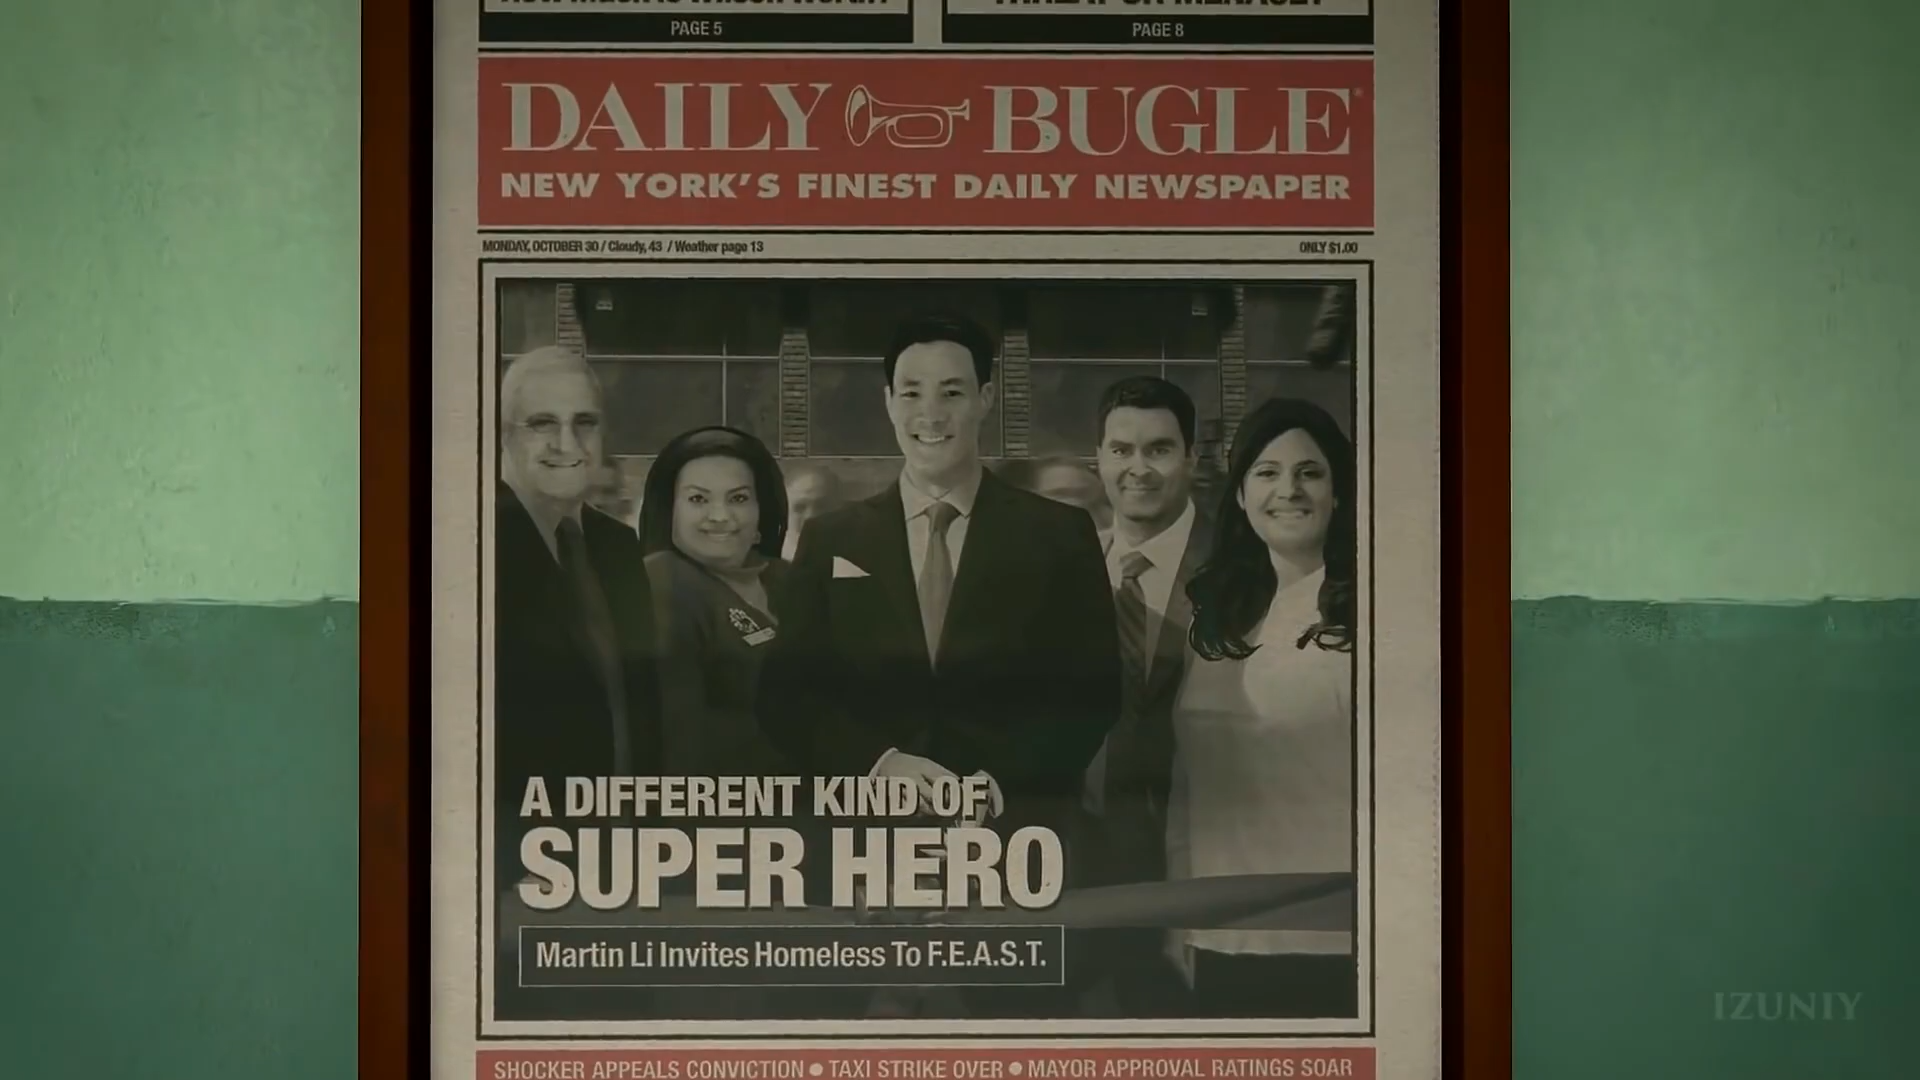 PAGE 5
PAGE 8
DAILY BUGLE
NEW YORK'S FINEST DAILY NEWSPAPER
MONDAY, OCTOBER 30 / Cloudy, 43 / Weather page 13
ONLY $1.00
A DIFFERENT KIND OF
SUPER HERO
Martin Li Invites Homeless To F.E.A.S.T.
SHOCKER APPEALS CONVICTION ● TAXI STRIKE OVER ● MAYOR APPROVAL RATINGS SOAR
IZUNIY